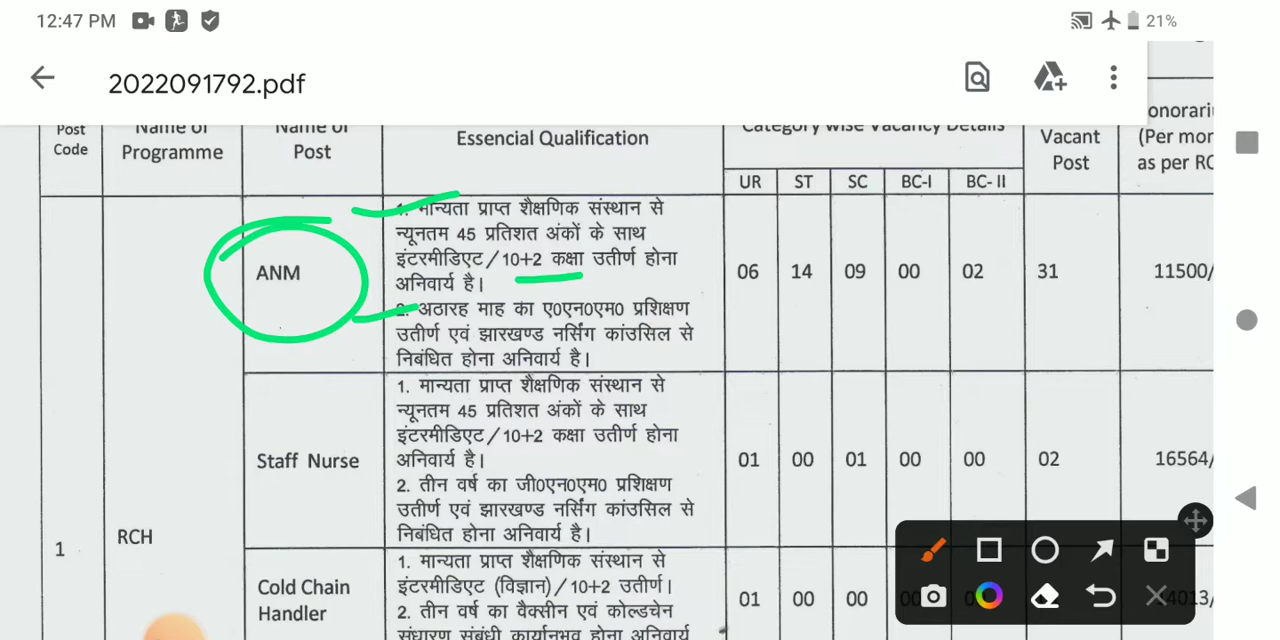 12:47 PM
21%
2022091792.pdf
Post Code
Name of Programme
Name of Post
Essencial Qualification
Category wise Vacancy Details
Vacant Post
(Per mor
as per RC
UR ST SC BC-I BC- II
1
RCH
ANM
1. मान्यता प्राप्त शैक्षणिक संस्थान से
न्यूनतम 45 प्रतिशत अंकों के साथ
इंटरमीडिएट/10+2 कक्षा उतीर्ण होना
अनिवार्य है।
2. अठारह माह का ए0एन0एम0 प्रशिक्षण
उतीर्ण एवं झारखण्ड नर्सिंग कांउसिल से
निबंधित होना अनिवार्य है।
06 14 09 00 02 31 11500/
Staff Nurse
1. मान्यता प्राप्त शैक्षणिक संस्थान से
न्यूनतम 45 प्रतिशत अंकों के साथ
इंटरमीडिएट/10+2 कक्षा उतीर्ण होना
अनिवार्य है।
2. तीन वर्ष का जी0एन0एम0 प्रशिक्षण
उतीर्ण एवं झारखण्ड नर्सिंग कांउसिल से
निबंधित होना अनिवार्य है।
01 00 01 00 00 02 16564/
Cold Chain
Handler
1. मान्यता प्राप्त शैक्षणिक संस्थान से
इंटरमीडिएट (विज्ञान)/10+2 उतीर्ण।
2. तीन वर्ष का वैक्सीन एवं कोल्डचेन
संधारण संबंधी कार्यानुभव होना अनिवार्य
01 00 00